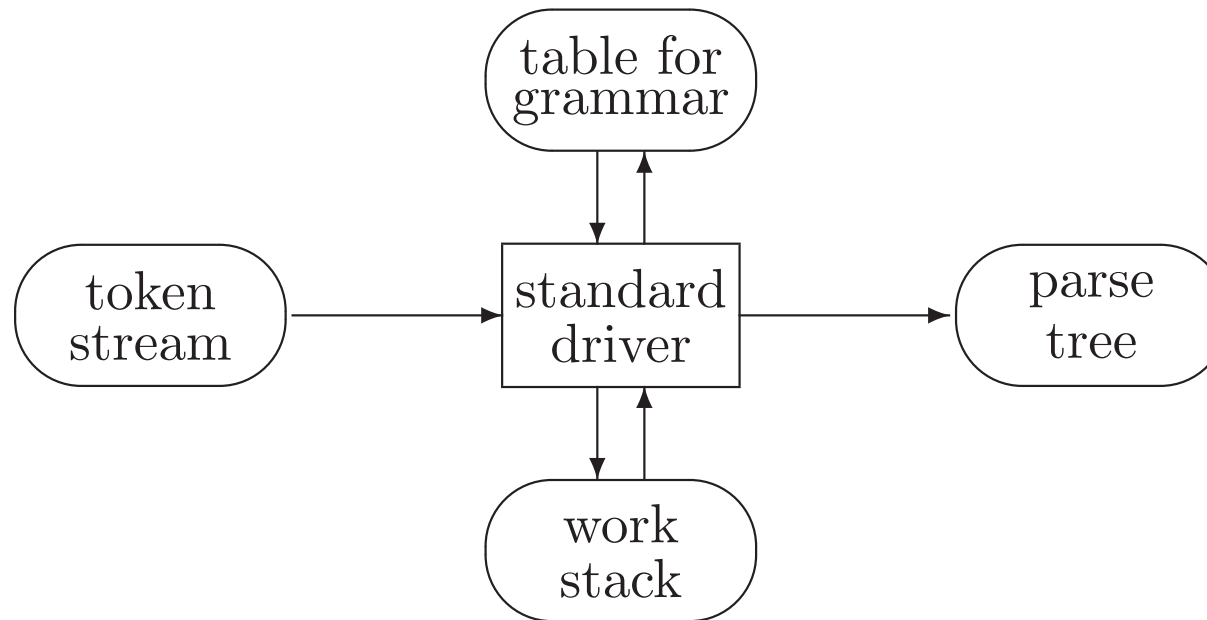 table for
grammar
token
stream
standard
driver
parse
tree
work
stack